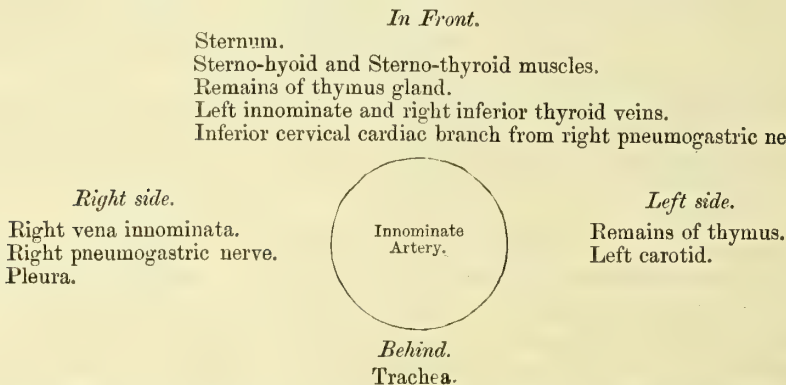 In Front.
Sternum.
Sterno-hyoid and Sterno-thyroid muscles.
Remains of thymus gland.
Left innominate and right inferior thyroid veins.
Inferior cervical cardiac branch from right pneumogastric ne
Right side.
Right vena innominata.
Right pneumogastric nerve.
Pleura.
Innominate
Artery.
Left side.
Remains of thymus.
Left carotid.
Behind.
Trachea.